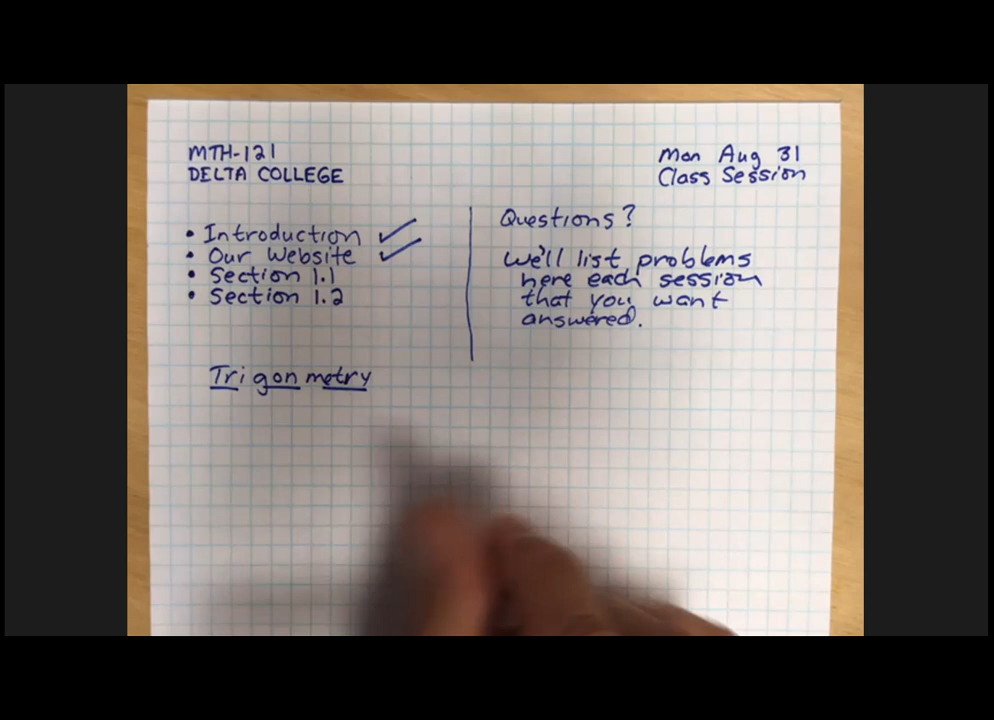 MTH-121
DELTA COLLEGE
Mon Aug 31
Class Session
• Introduction ✓
• Our Website ✓
• Section 1.1
• Section 1.2
Questions?
We'll list problems
here each session
that you want
answered.
Trigonmetry